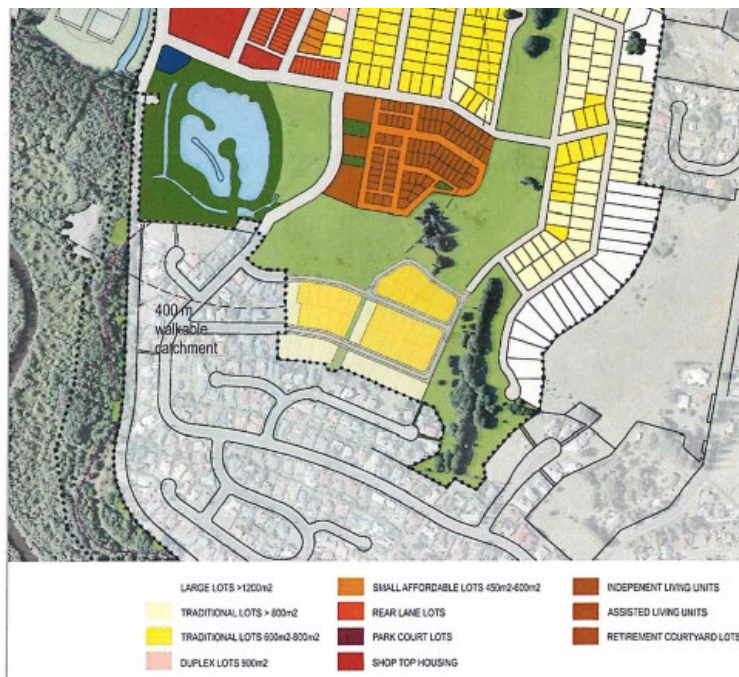 400 m
walkable
catchment
LARGE LOTS >1200m2
TRADITIONAL LOTS > 800m2
TRADITIONAL LOTS 600m2-800m2
DUPLEX LOTS 900m2
SMALL AFFORDABLE LOTS 450m2-600m2
REAR LANE LOTS
PARK COURT LOTS
SHOP TOP HOUSING
INDEPENENT LIVING UNITS
ASSISTED LIVING UNITS
RETIREMENT COURTYARD LOTS